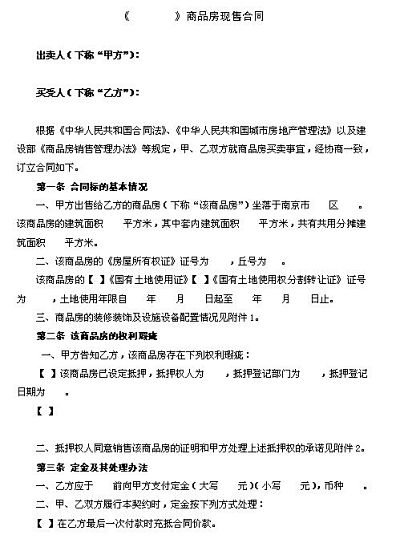 《 》商品房现售合同
出卖人(下称“甲方”):
买受人(下称“乙方”):
根据《中华人民共和国合同法》、《中华人民共和国城市房地产管理法》以及建
设部《商品房销售管理办法》等规定,甲、乙双方就商品房买卖事宜,经协商一致,
订立合同如下。
第一条 合同标的基本情况
一、甲方出售给乙方的商品房(下称“该商品房”)坐落于南京市 区 。
该商品房的建筑面积 平方米,其中套内建筑面积 平方米,共有共用分摊建
筑面积 平方米。
二、该商品房的《房屋所有权证》证号为 ,丘号为 。
该商品房的【 】《国有土地使用证》【 】《国有土地使用权分割转让证》证号
为 ,土地使用年限自 年 月 日起至 年 月 日止。
三、商品房的装修装饰及设施设备配置情况见附件1。
第二条 该商品房的权利瑕疵
一、甲方告知乙方,该商品房存在下列权利瑕疵:
【 】该商品房已设定抵押,抵押权人为 ,抵押登记部门为 ,抵押登记
日期为 。
【 】
二、抵押权人同意销售该商品房的证明和甲方处理上述抵押权的承诺见附件2。
第三条 定金及其处理办法
一、乙方应于 前向甲方支付定金(大写 元)(小写 元),币种 。
二、甲、乙双方履行本契约时,定金按下列方式处理:
【 】在乙方最后一次付款时充抵合同价款。